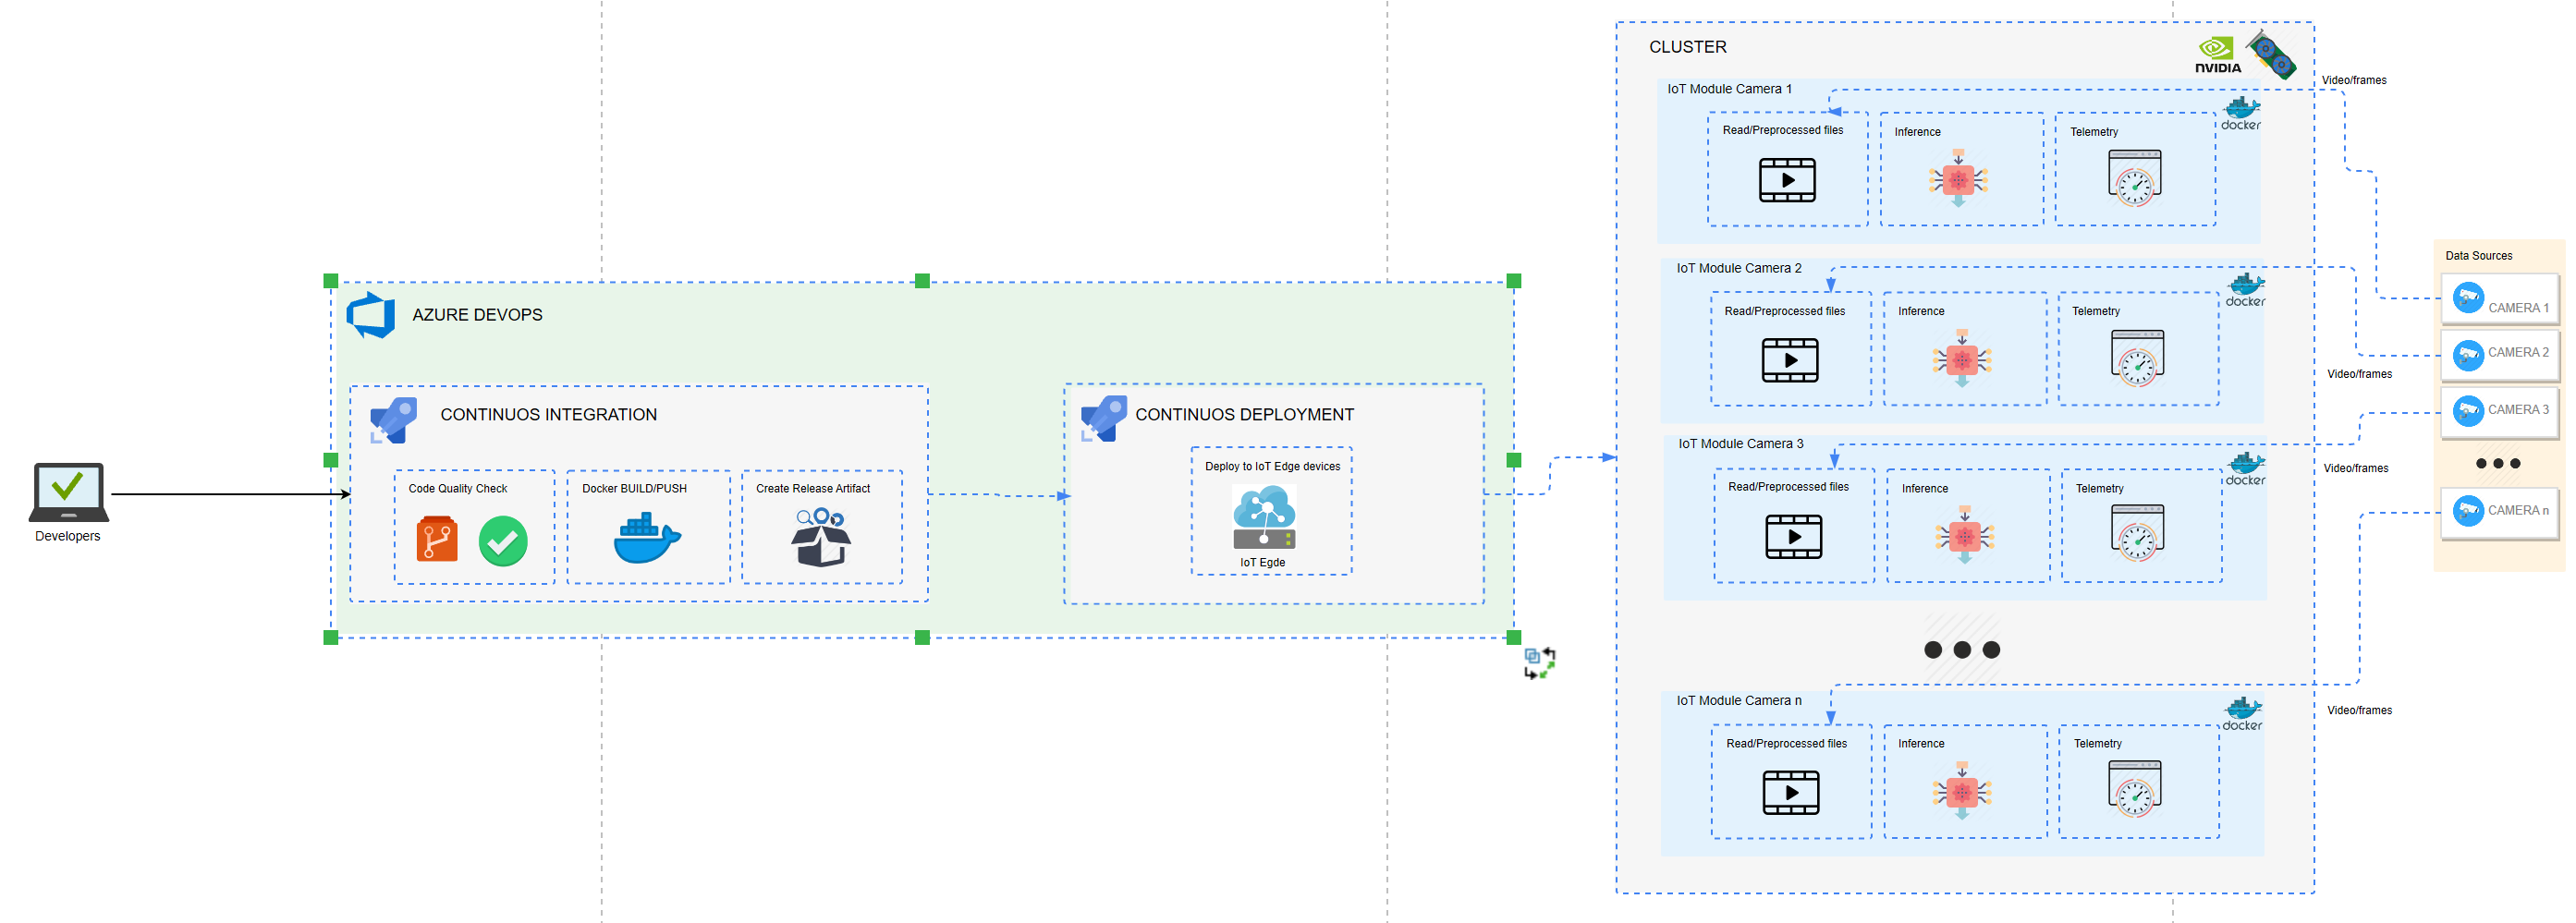 Developers
AZURE DEVOPS
CONTINUOS INTEGRATION
Code Quality Check
Docker BUILD/PUSH
Create Release Artifact
CONTINUOS DEPLOYMENT
Deploy to IoT Edge devices
IoT Egde
CLUSTER
NVIDIA
IoT Module Camera 1
docker
Read/Preprocessed files
Inference
Telemetry
IoT Module Camera 2
docker
Read/Preprocessed files
Inference
Telemetry
IoT Module Camera 3
docker
Read/Preprocessed files
Inference
Telemetry
IoT Module Camera n
docker
Read/Preprocessed files
Inference
Telemetry
Video/frames
Video/frames
Video/frames
Video/frames
Data Sources
CAMERA 1
CAMERA 2
CAMERA 3
CAMERA n